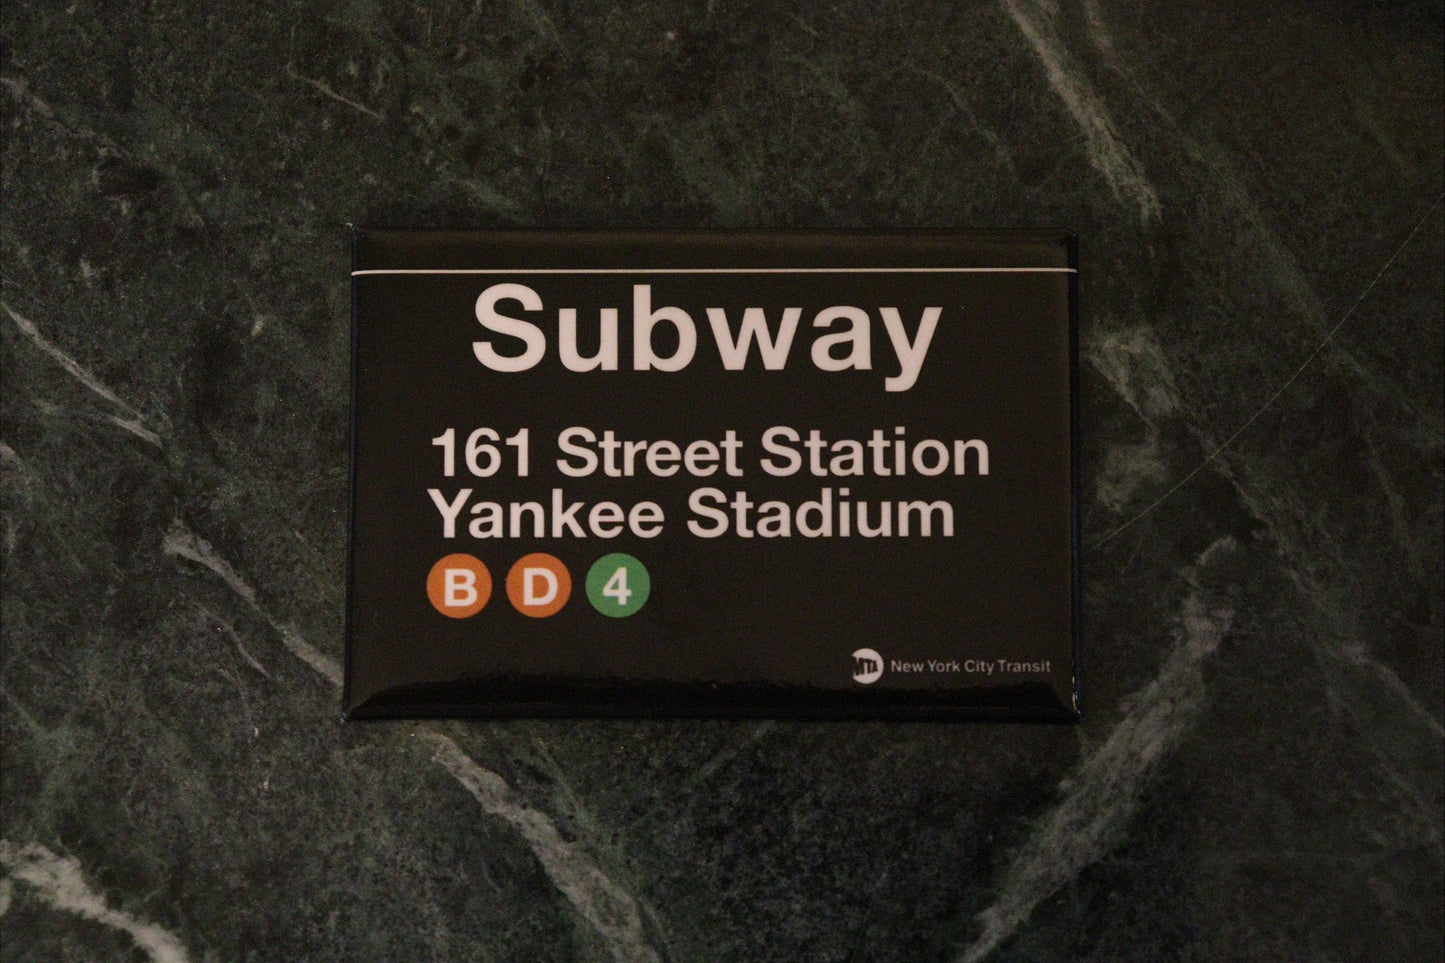 Subway
161 Street Station
Yankee Stadium
B D 4
MTA New York City Transit